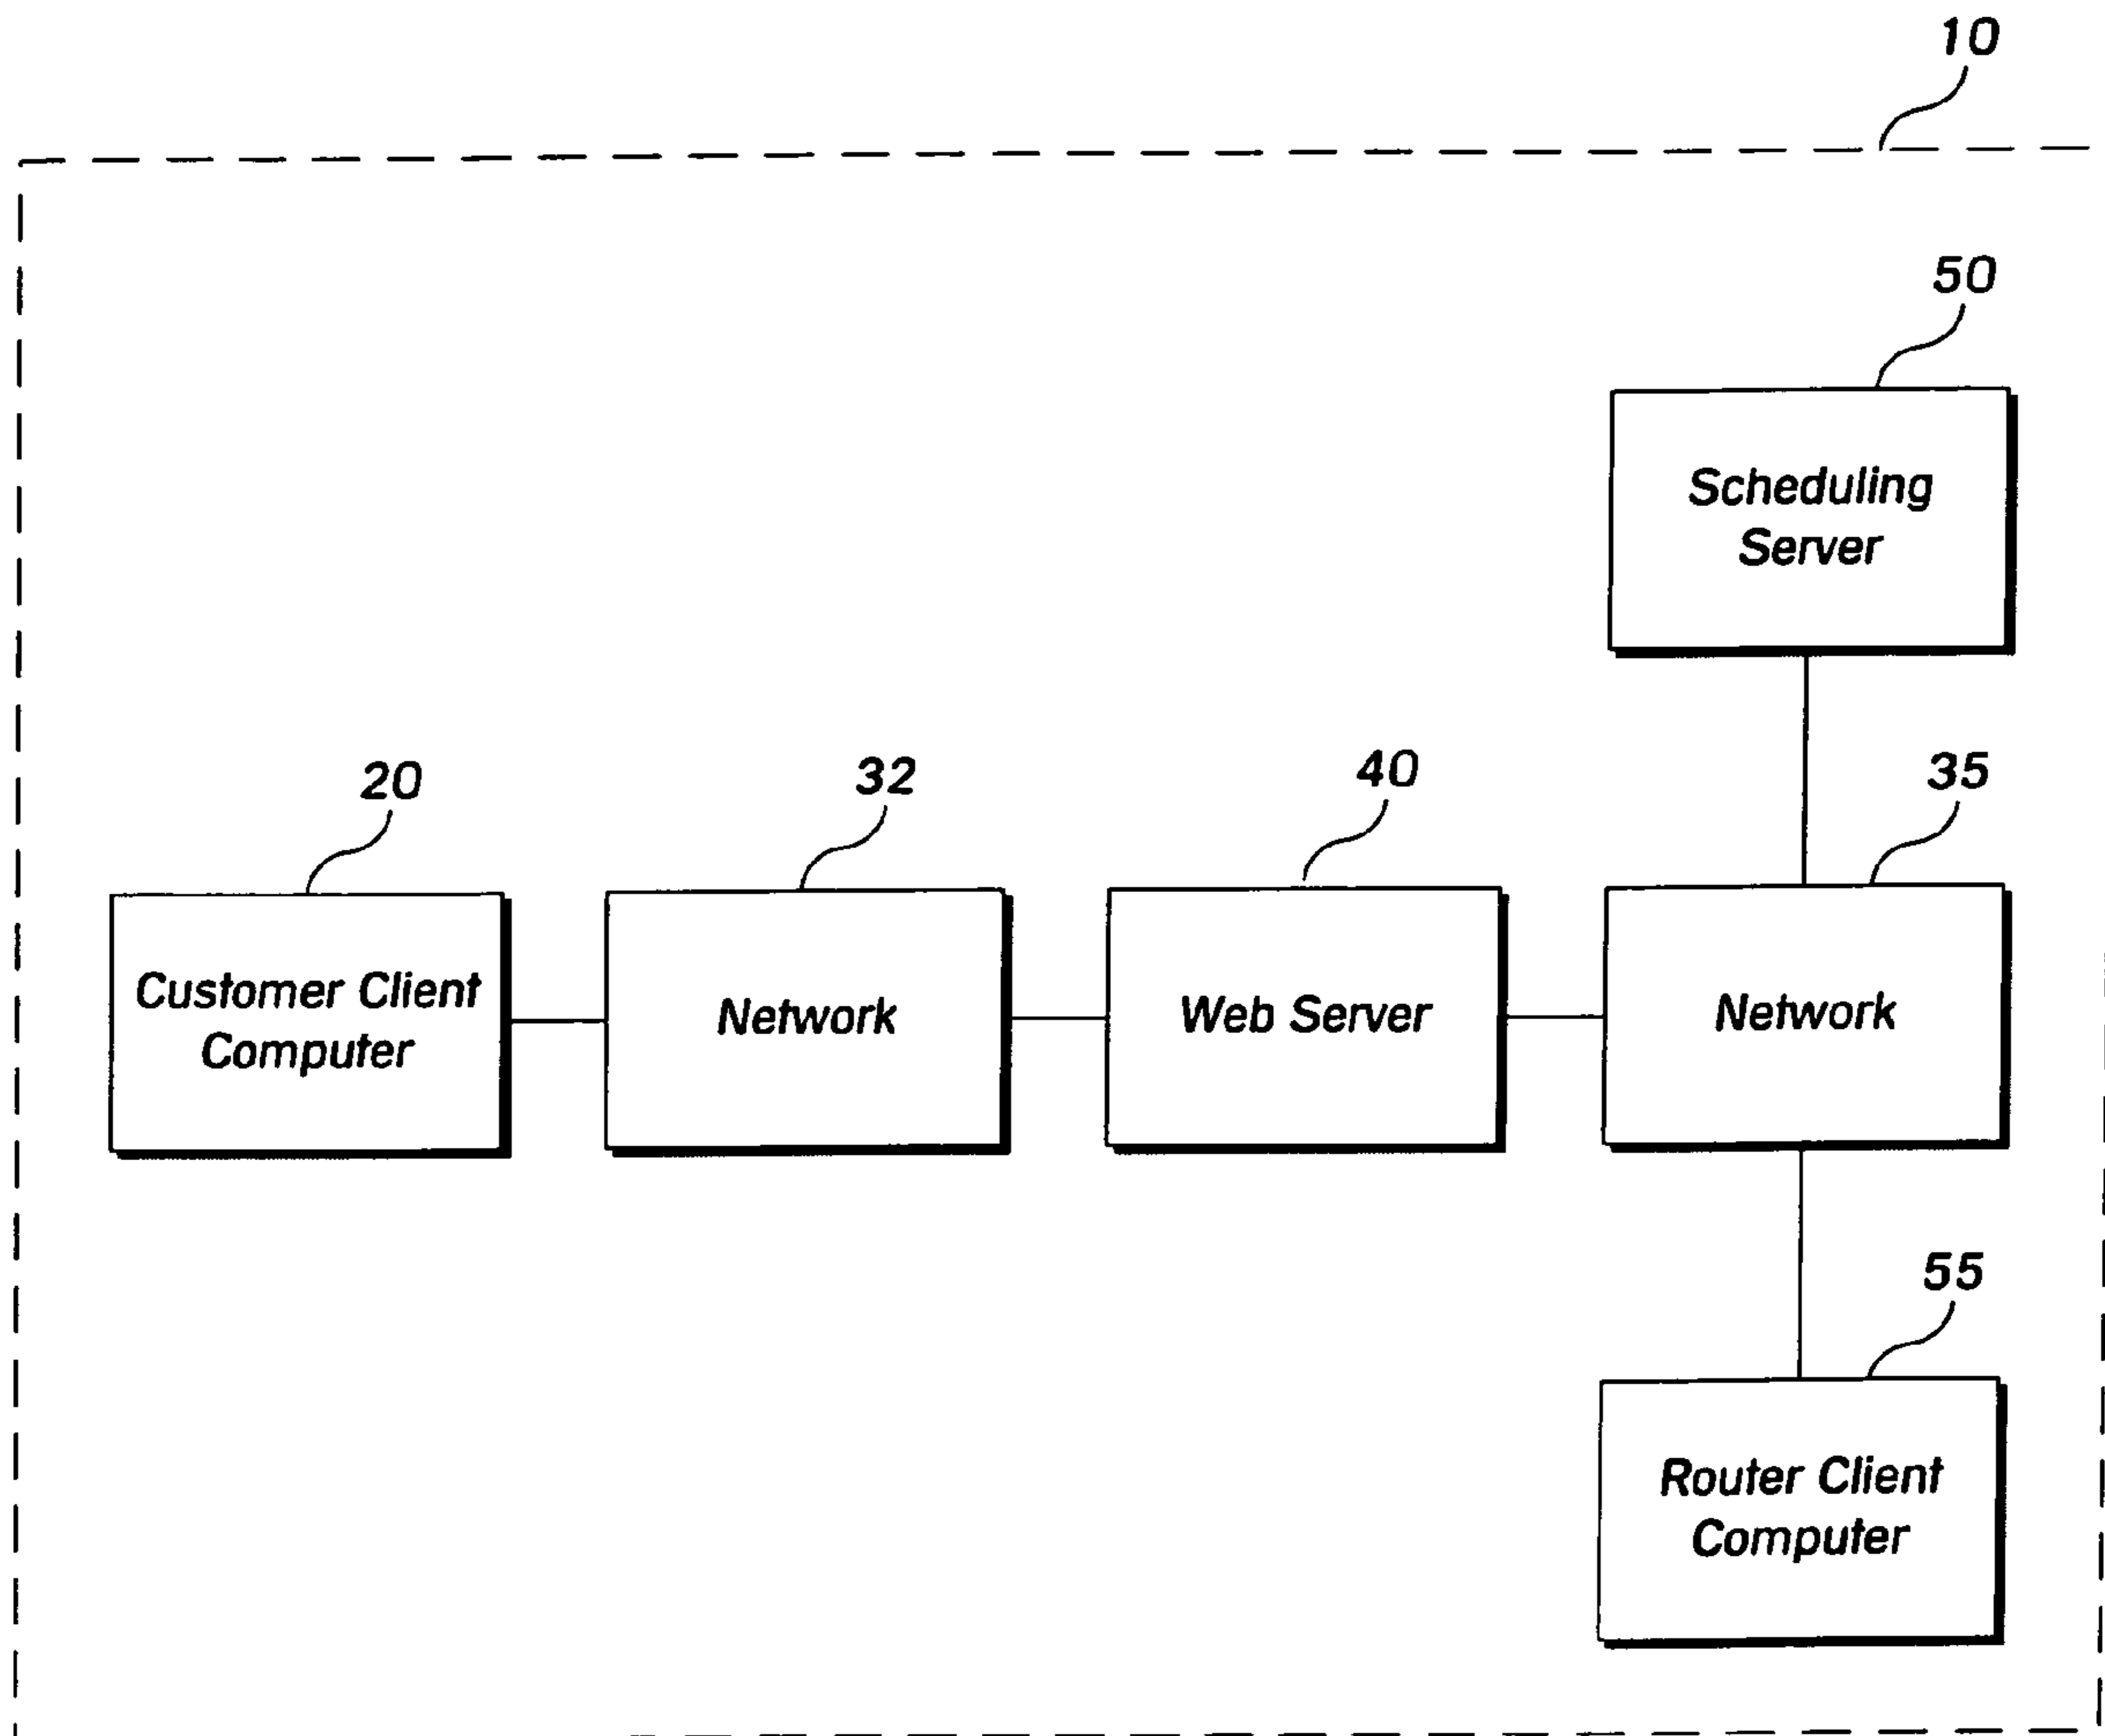 10
50
Scheduling
Server
20
32
40
35
Customer Client
Computer
Network
Web Server
Network
55
Router Client
Computer